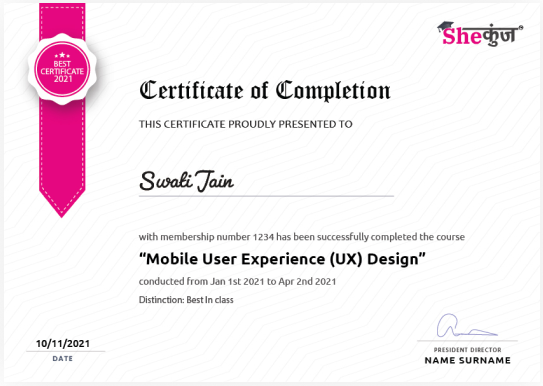 BEST
CERTIFICATE
2021
Sheकुंज
Certificate of Completion
THIS CERTIFICATE PROUDLY PRESENTED TO
Swati Jain
with membership number 1234 has been successfully completed the course
“Mobile User Experience (UX) Design”
conducted from Jan 1st 2021 to Apr 2nd 2021
Distinction: Best In class
10/11/2021
DATE
PRESIDENT DIRECTOR
NAME SURNAME